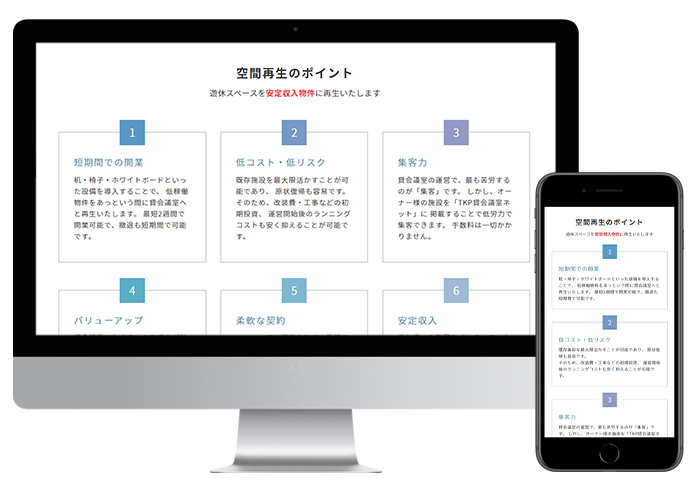 空間再生のポイント
遊休スペースを安定収入物件に再生いたします
1
短期間での開業
机・椅子・ホワイトボードといっ
た設備を導入することで、 低稼働
物件をあっという間に貸会議室へ
と再生いたします。 最短2週間で
開業可能で、撤退も短期間で可能
です。
2
低コスト・低リスク
既存施設を最大限活かすことが可
能であり、 原状復帰も容易です。
そのため、改装費・工事などの初
期投資、 運営開始後のランニング
コストも安く抑えることが可能で
す。
3
集客力
貸会議室の運営で、最も苦労する
のが「集客」です。 しかし、オー
ナー様の施設を「TKP貸会議室ネ
ット」に 掲載することで低労力で
集客できます。 手数料は一切かか
りません。
4
バリューアップ
5
柔軟な契約
6
安定収入
空間再生のポイント
遊休スペースを安定収入物件に再生いたします
1
短期間での開業
机・椅子・ホワイトボードといった設備を導入する
ことで、 低稼働物件をあっという間に貸会議室へと
再生いたします。 最短2週間で開業可能で、撤退も
短期間で可能です。
2
低コスト・低リスク
既存施設を最大限活かすことが可能であり、 原状復
帰も容易です。
そのため、改装費・工事などの初期投資、 運営開始
後のランニングコストも安く抑えることが可能で
す。
3
集客力
貸会議室の運営で、最も苦労するのが「集客」で
す。 しかし、オーナー様の施設を「TKP貸会議室ネ